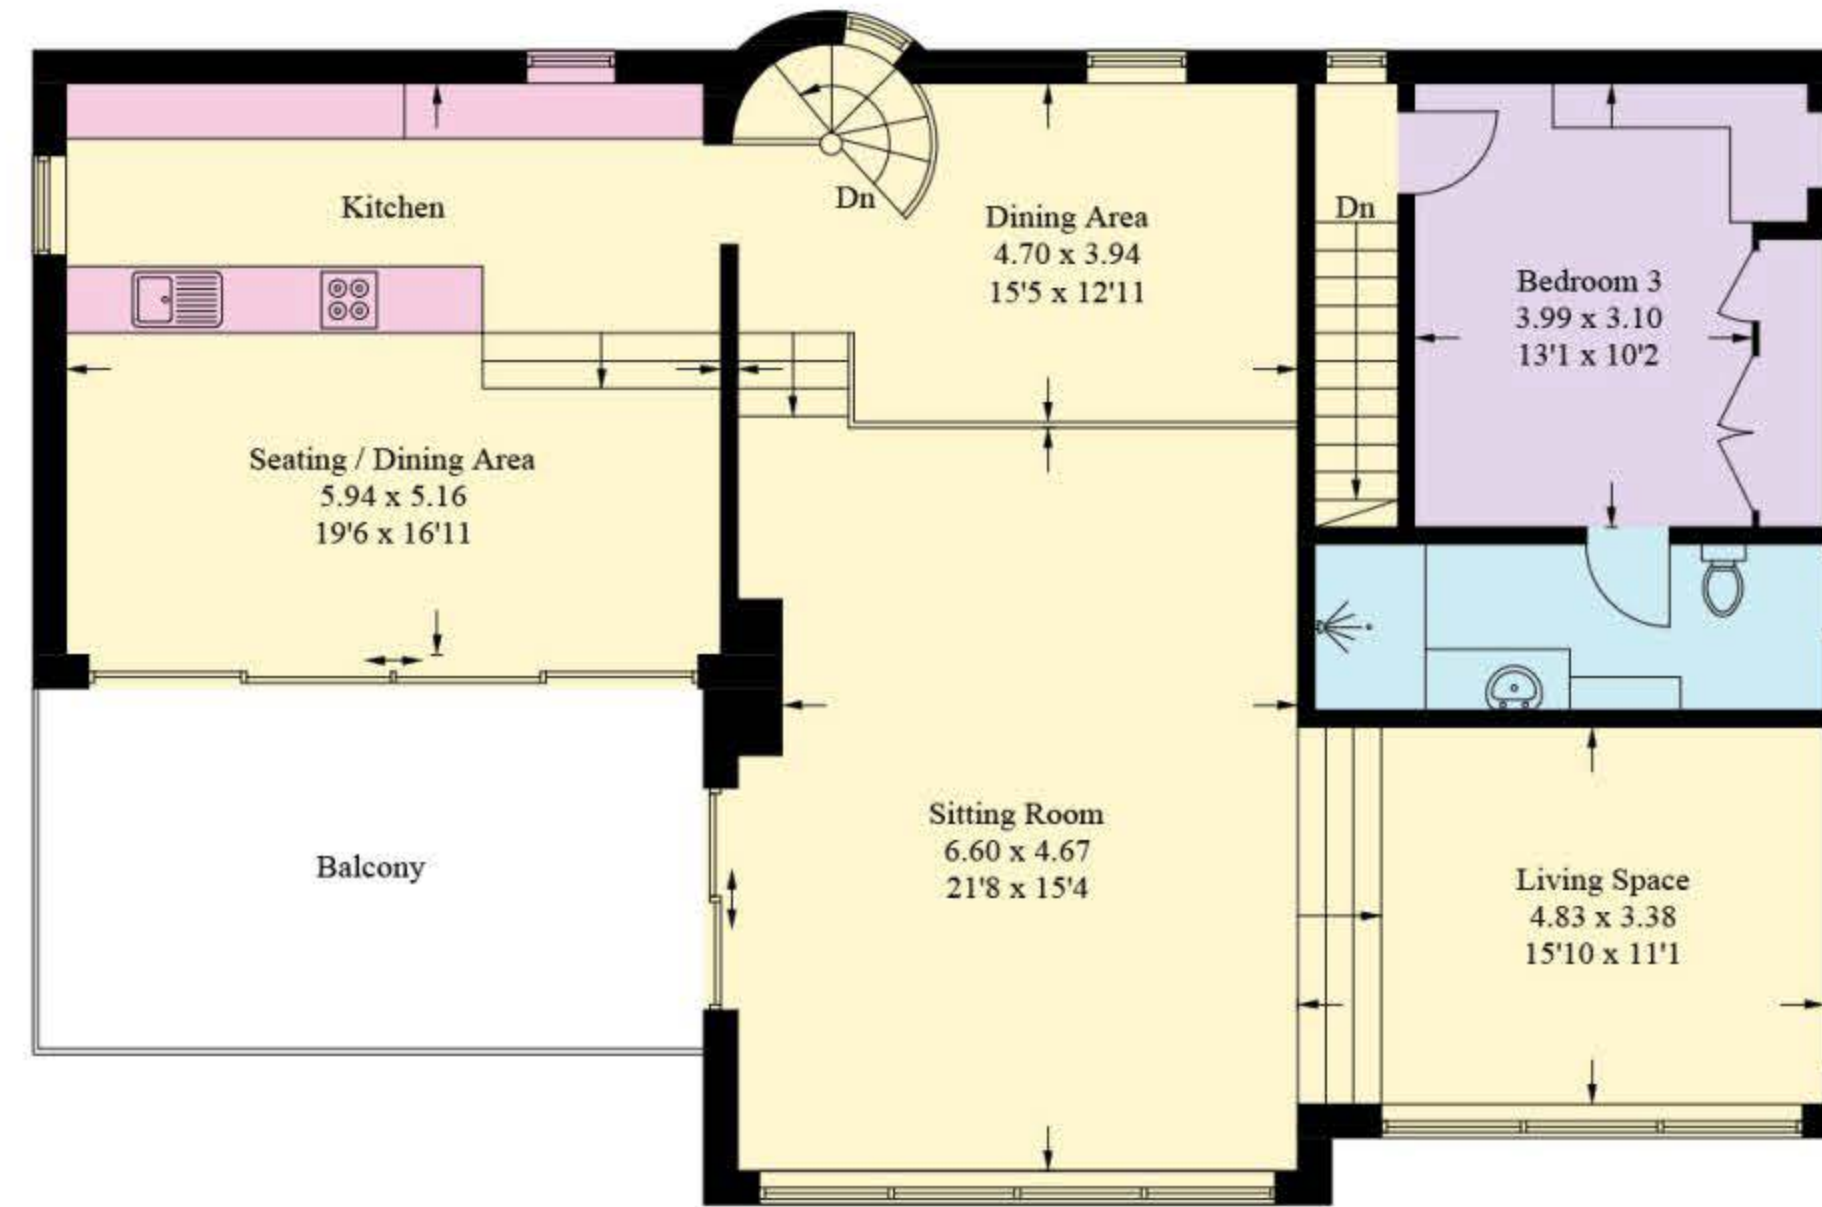 Kitchen
Dn
Dining Area
4.70 x 3.94
15'5 x 12'11
Dn
Bedroom 3
3.99 x 3.10
13'1 x 10'2
Seating / Dining Area
5.94 x 5.16
19'6 x 16'11
Balcony
Sitting Room
6.60 x 4.67
21'8 x 15'4
Living Space
4.83 x 3.38
15'10 x 11'1